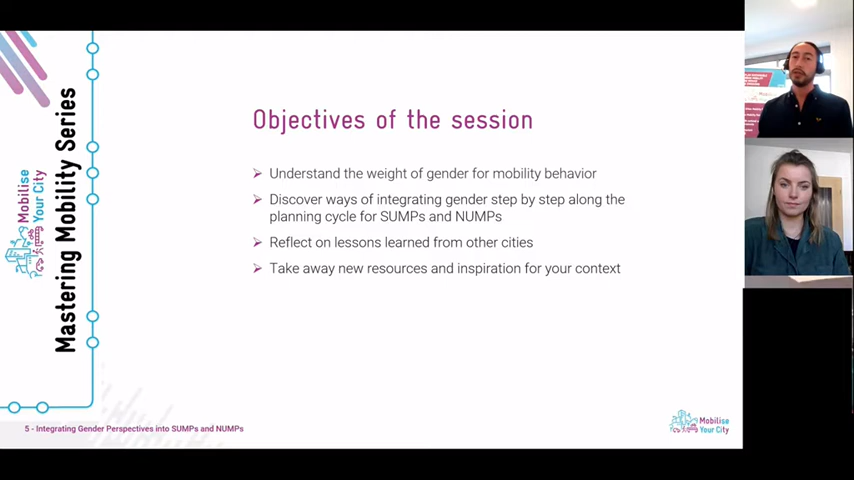 Objectives of the session
Understand the weight of gender for mobility behavior
Discover ways of integrating gender step by step along the
planning cycle for SUMPs and NUMPs
Reflect on lessons learned from other cities
Take away new resources and inspiration for your context
Mobilise
Your City
Mastering Mobility Series
5 - Integrating Gender Perspectives into SUMPs and NUMPs
Mobilise
Your City